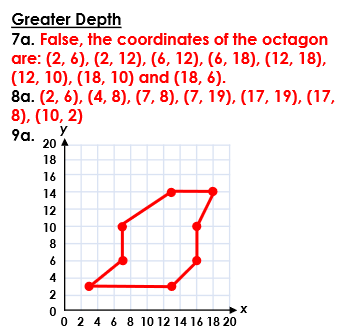 Greater Depth
7a. False, the coordinates of the octagon
are: (2, 6), (2, 12), (6, 12), (6, 18), (12, 18),
(12, 10), (18, 10) and (18, 6).
8a. (2, 6), (4, 8), (7, 8), (7, 19), (17, 19), (17,
8), (10, 2)
9a.
y
20
18
16
14
12
10
8
6
4
2
0
x
0 2 4 6 8 10 12 14 16 18 20